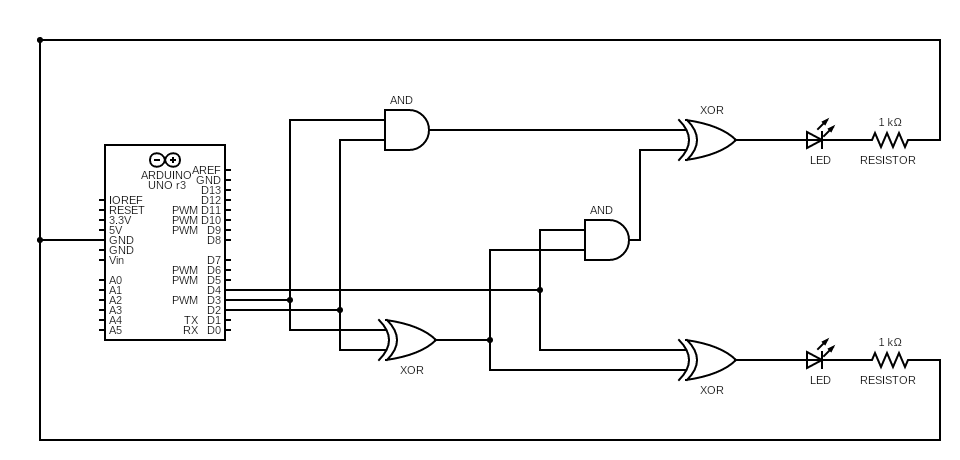 AND
XOR
1 kΩ
LED
RESISTOR
ARDUINO
UNO r3
AREF
GND
D13
IOREF
D12
RESET
PWM D11
3.3V
PWM D10
5V
PWM D9
GND
D8
GND
Vin
D7
PWM D6
A0
PWM D5
A1
D4
A2
PWM D3
A3
D2
A4
TX D1
A5
RX D0
AND
XOR
XOR
1 kΩ
LED
RESISTOR